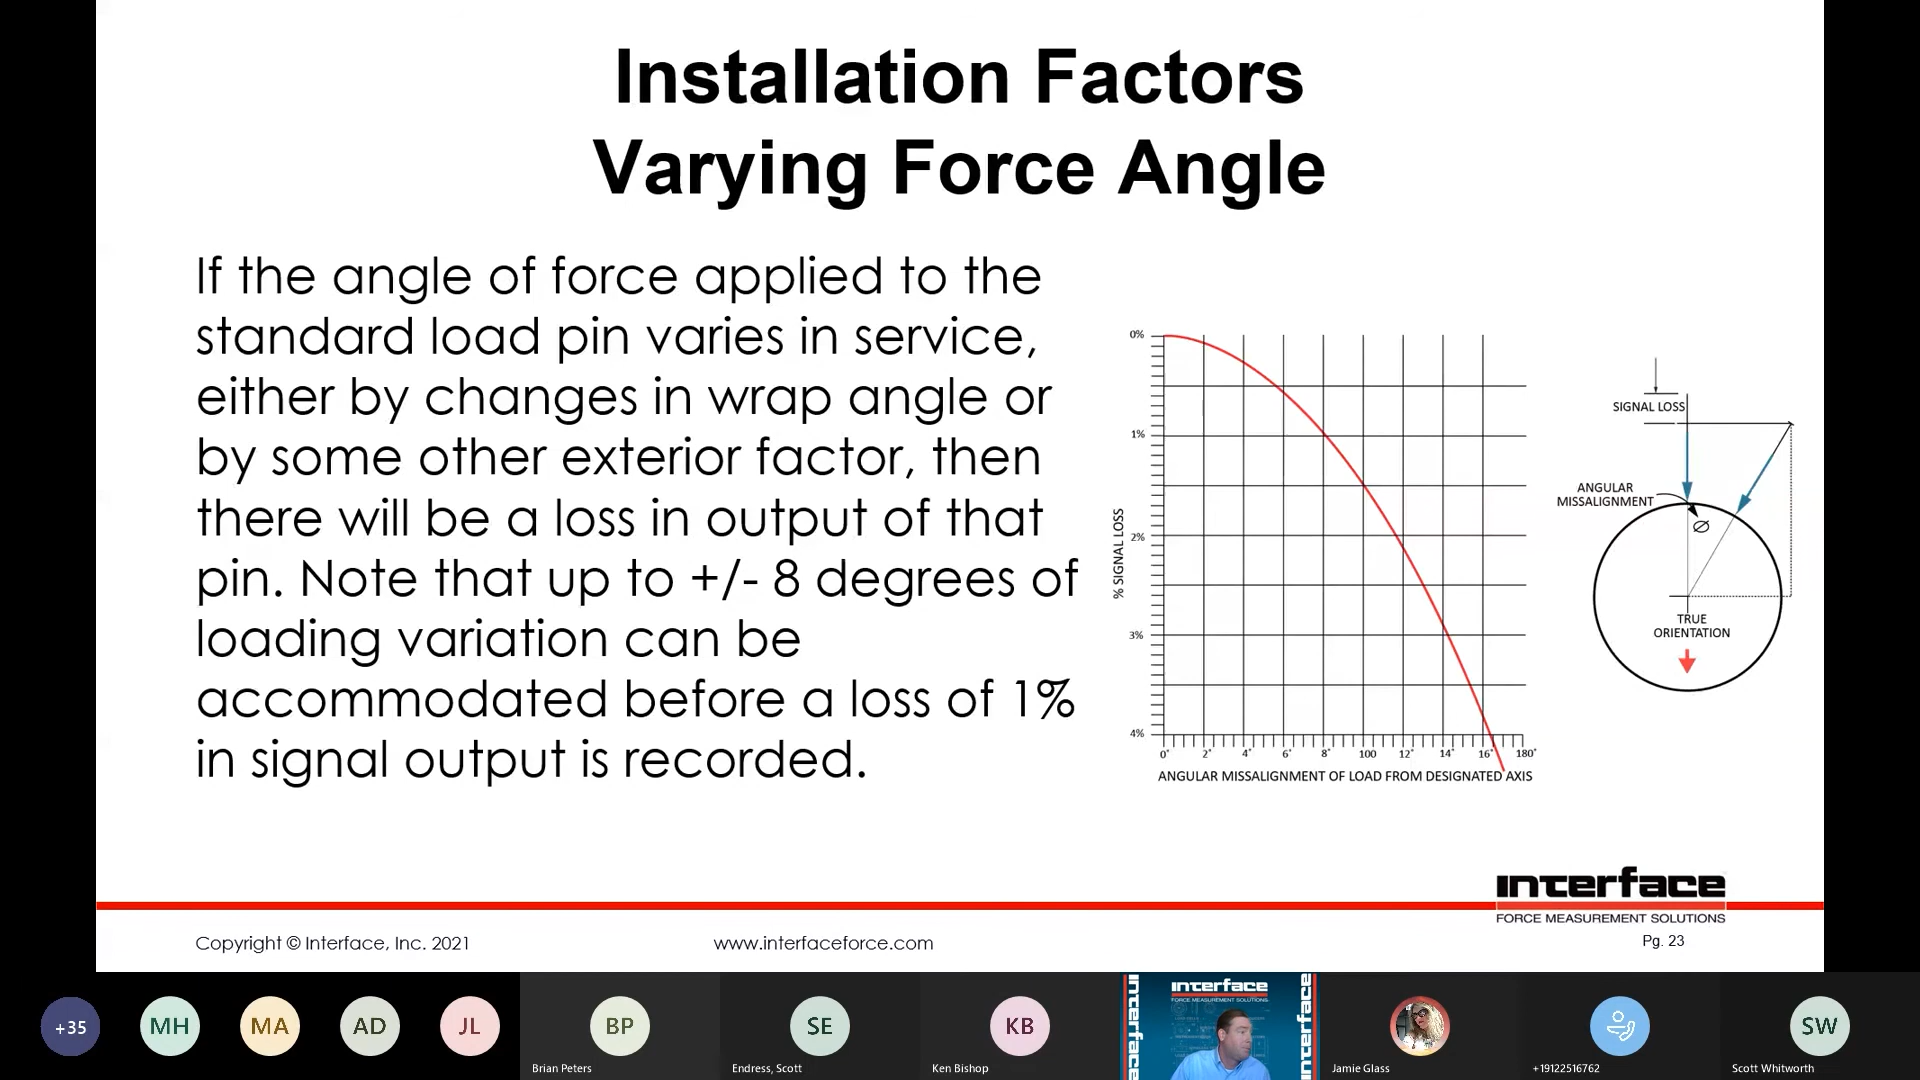 Installation Factors
Varying Force Angle
If the angle of force applied to the
standard load pin varies in service,
either by changes in wrap angle or
by some other exterior factor, then
there will be a loss in output of that
pin. Note that up to +/- 8 degrees of
loading variation can be
accommodated before a loss of 1%
in signal output is recorded.
0%
1%
2%
3%
4%
% SIGNAL LOSS
0° 2° 4° 6° 8° 100 12° 14° 16° 180°
ANGULAR MISSALIGNMENT OF LOAD FROM DESIGNATED AXIS
SIGNAL LOSS
ANGULAR
MISSALIGNMENT
∅
TRUE
ORIENTATION
interface
FORCE MEASUREMENT SOLUTIONS
Copyright © Interface, Inc. 2021
www.interfaceforce.com
Pg. 23
+35 MH MA AD JL BP SE KB SW
interface
FORCE MEASUREMENT SOLUTIONS
interface
interface
Brian Peters
Endress, Scott
Ken Bishop
Jamie Glass
+19122516762
Scott Whitworth